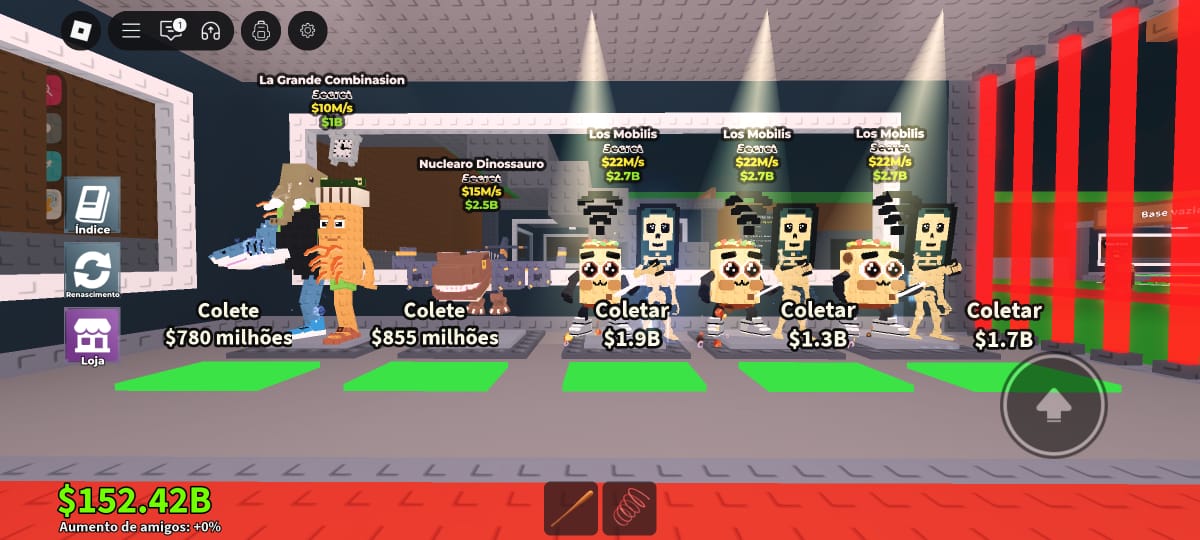 1
La Grande Combinasion
Secret
$10M/s
$1B
Nuclearo Dinossauro
Secret
$15M/s
$2.5B
Los Mobilis
Secret
$22M/s
$2.7B
Los Mobilis
Secret
$22M/s
$2.7B
Los Mobilis
Secret
$22M/s
$2.7B
Índice
Renascimento
Loja
Base vazi
Colete
$780 milhões
Colete
$855 milhões
Coletar
$1.9B
Coletar
$1.3B
Coletar
$1.7B
$152.42B
Aumento de amigos: +0%